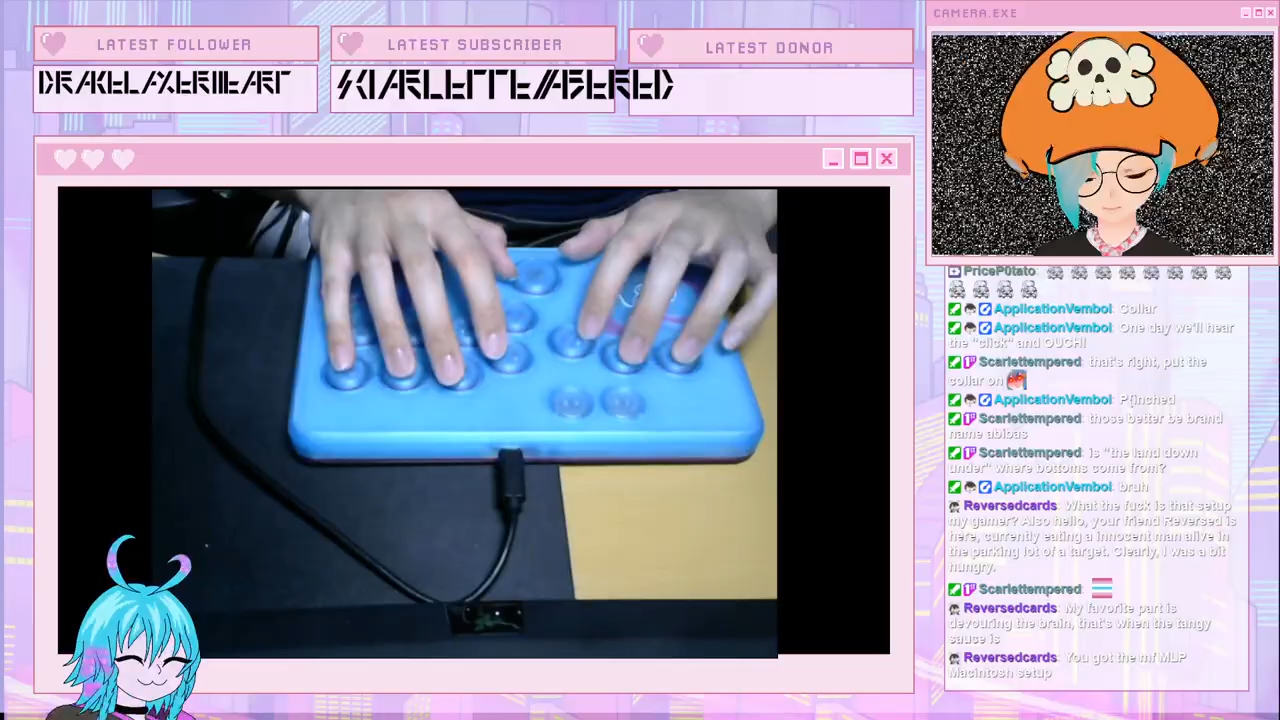 CAMERA.EXE
LATEST FOLLOWER
LATEST SUBSCRIBER
LATEST DONOR
PriceP0tato
ApplicationVembol: Collar
ApplicationVembol: One day we'll hear
the "click" and OUCH!
Scarlettempered: that's right, put the
collar on
ApplicationVembol: P{inched
Scarlettempered: those better be brand
name abibas
Scarlettempered: is "the land down
under" where bottoms come from?
ApplicationVembol: bruh
Reversedcards: What the fuck is that setup
my gamer? Also hello, your friend Reversed is
here, currently eating a innocent man alive in
the parking lot of a target. Clearly, I was a bit
hungry.
Scarlettempered:
Reversedcards: My favorite part is
devouring the brain, that's when the tangy
sauce is
Reversedcards: You got the mf MLP
Macintosh setup